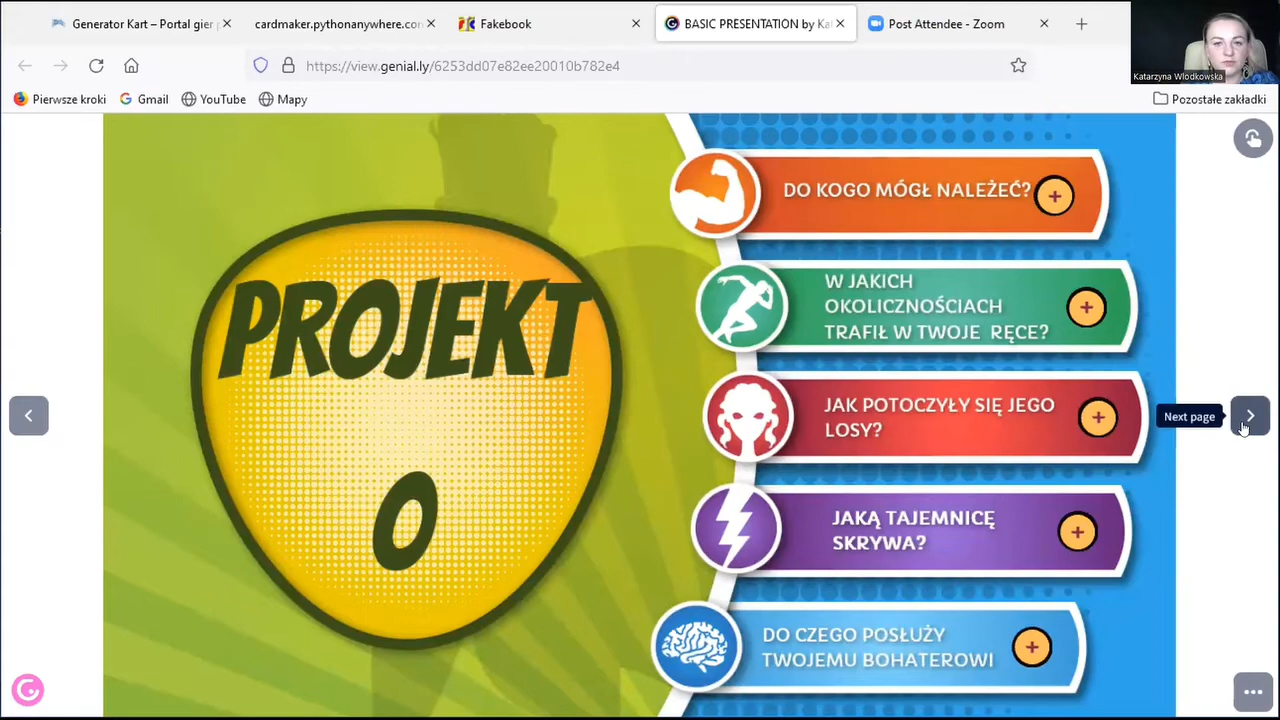 Generator Kart – Portal gier
cardmaker.pythonanywhere.con
Fakebook
BASIC PRESENTATION by Ka
Post Attendee - Zoom
Katarzyna Wlodkowska
https://view.genial.ly/6253dd07e82ee20010b782e4
Pierwsze kroki
Gmail
YouTube
Mapy
Pozostałe zakładki
PROJEKT
O
DO KOGO MÓGŁ NALEŻEĆ?
W JAKICH
OKOLICZNOŚCIACH
TRAFIŁ W TWOJE RĘCE?
JAK POTOCZYŁY SIĘ JEGO
LOSY?
Next page
JAKĄ TAJEMNICĘ
SKRYWA?
DO CZEGO POSŁUŻY
TWOJEMU BOHATEROWI